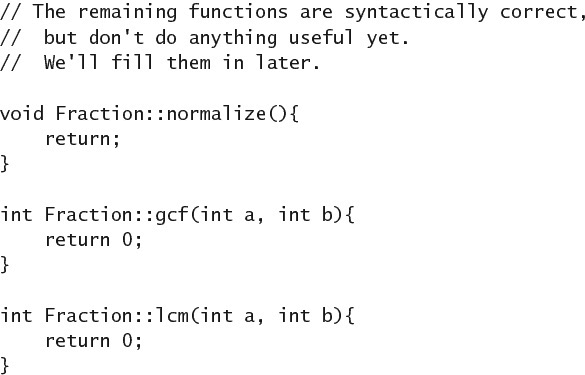 // The remaining functions are syntactically correct,
//  but don't do anything useful yet.
//  We'll fill them in later.
void Fraction::normalize(){
    return;
}
int Fraction::gcf(int a, int b){
    return 0;
}
int Fraction::lcm(int a, int b){
    return 0;
}